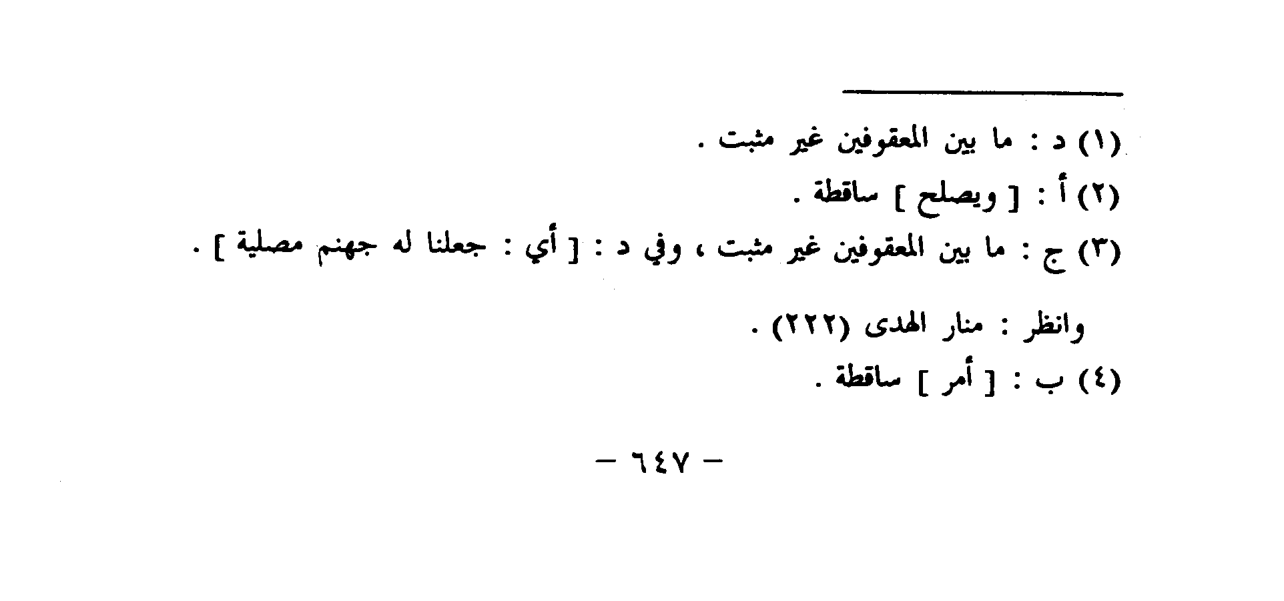 (١) د : ما بين المعقوفين غير مثبت .
(٢) أ : [ ويصلح ] ساقطة .
(٣) ج : ما بين المعقوفين غير مثبت ، وفي د : [ أي : جعلنا له جهنم مصلية ] .
وانظر : منار الهدى (٢٢٢) .
(٤) ب : [ أمر ] ساقطة .
– ٦٤٧ –